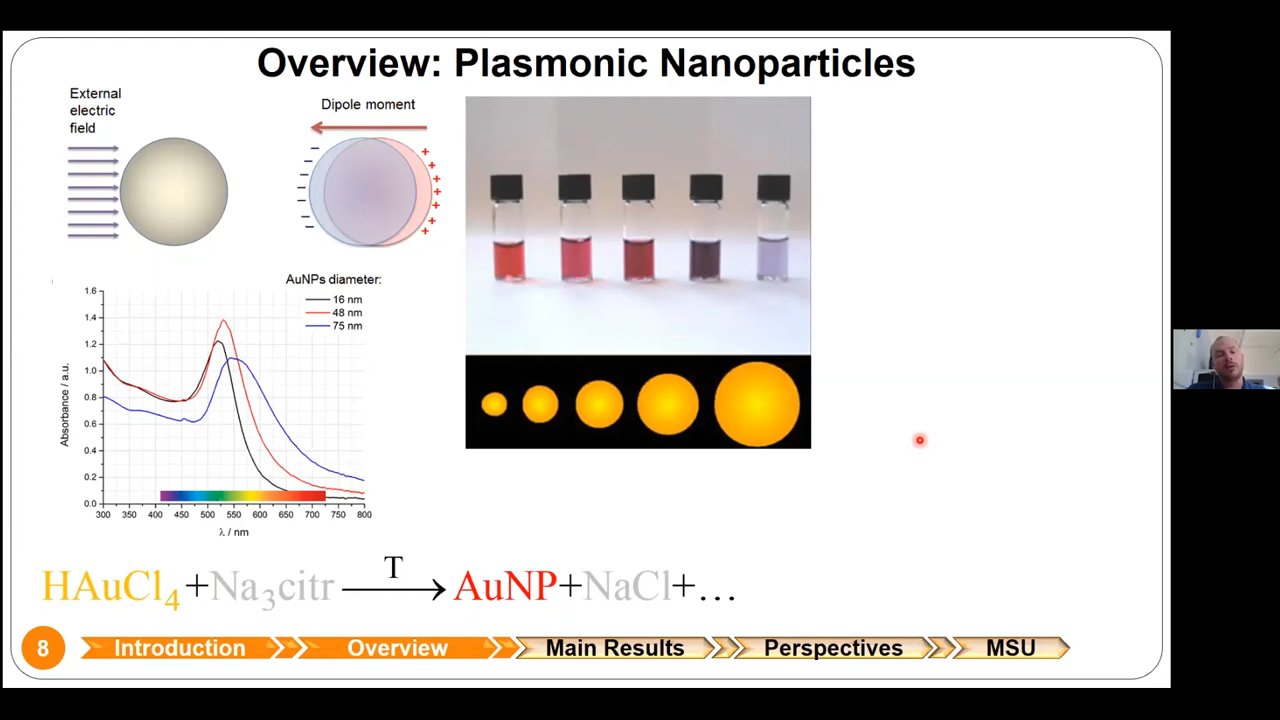 Overview: Plasmonic Nanoparticles
External
electric
field
Dipole moment
AuNPs diameter:
16 nm
48 nm
75 nm
1.6
1.4
1.2
1.0
0.8
0.6
0.4
0.2
0.0
Absorbance / a.u.
300 350 400 450 500 550 600 650 700 750 800
λ / nm
T
HAuCl4+Na3citr ⟶ AuNP+NaCl+…
8 Introduction Overview Main Results Perspectives MSU